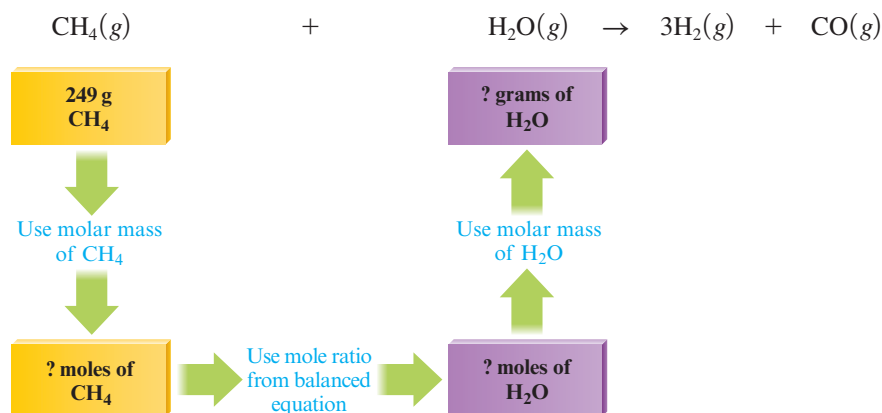 CH₄(g) + H₂O(g) → 3H₂(g) + CO(g)
249 g
CH₄
? grams of
H₂O
Use molar mass
of CH₄
Use molar mass
of H₂O
? moles of
CH₄
Use mole ratio
from balanced
equation
? moles of
H₂O